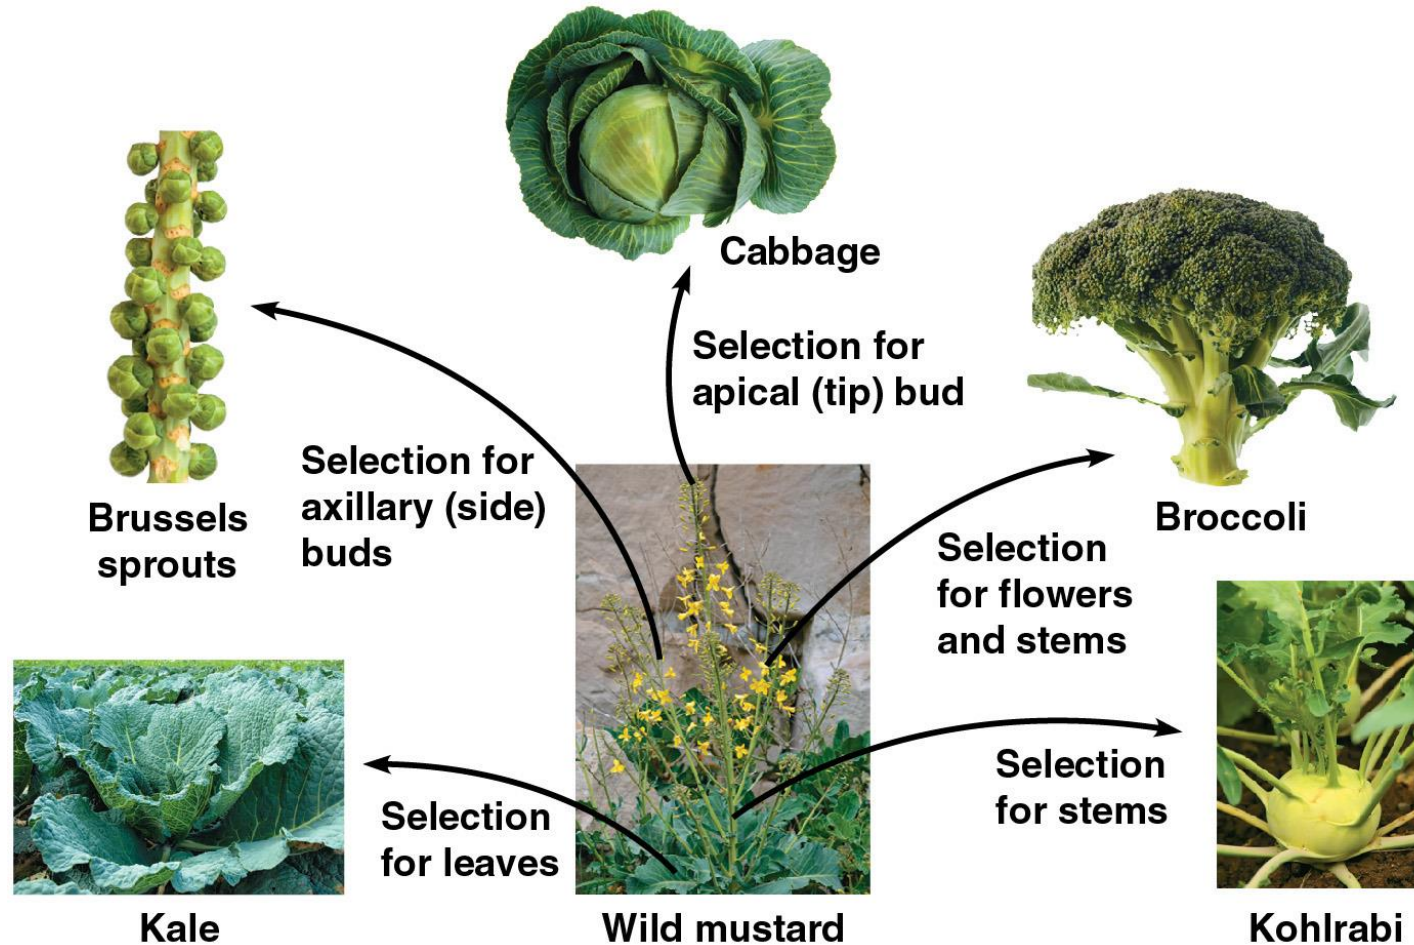 Cabbage
Selection for
apical (tip) bud
Selection for
axillary (side)
buds
Brussels
sprouts
Broccoli
Selection
for flowers
and stems
Selection
for stems
Selection
for leaves
Kale
Wild mustard
Kohlrabi